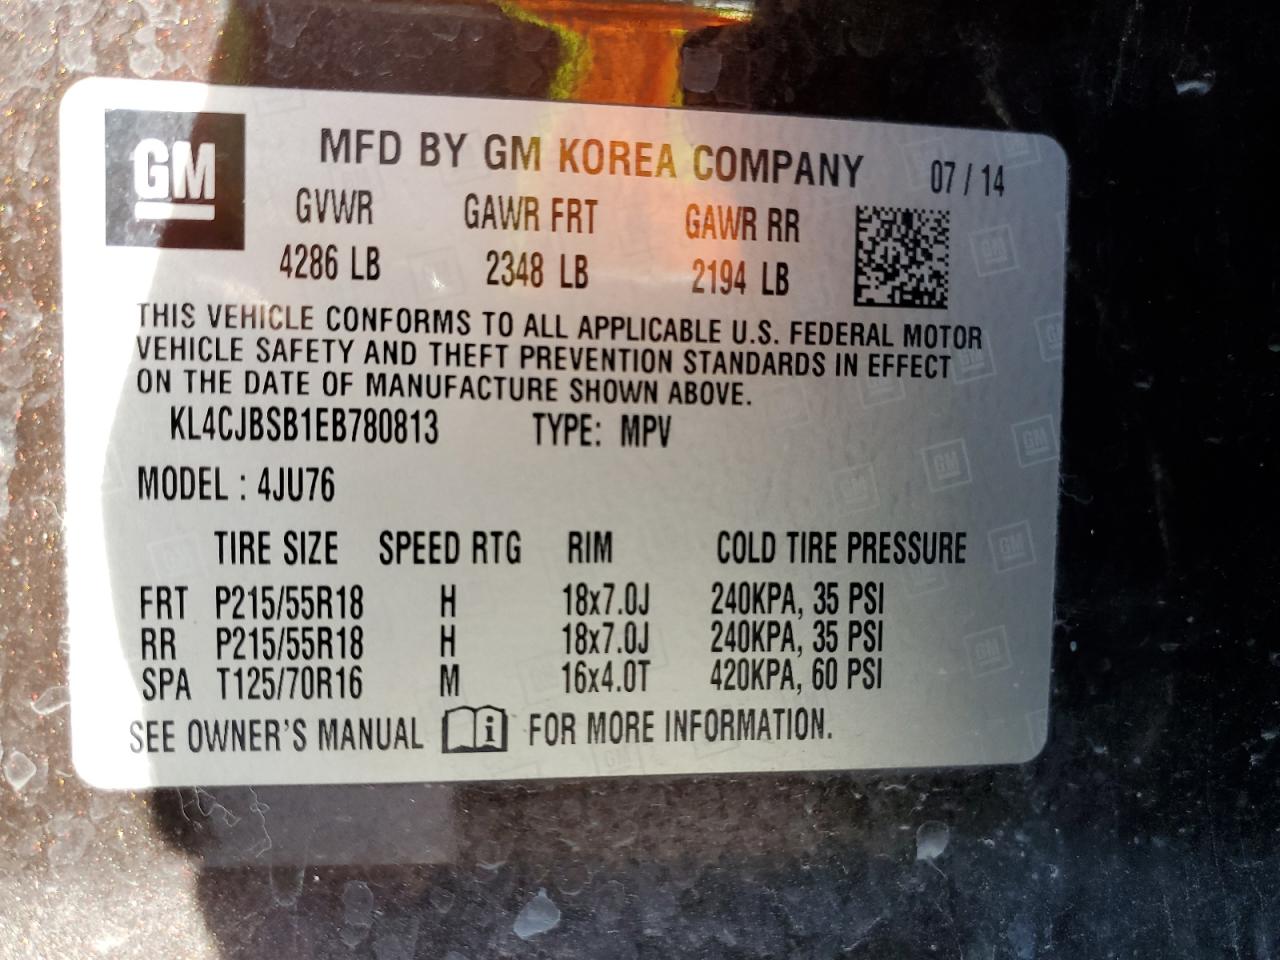 GM
MFD BY GM KOREA COMPANY 07/14
GVWR GAWR FRT GAWR RR
4286 LB 2348 LB 2194 LB
THIS VEHICLE CONFORMS TO ALL APPLICABLE U.S. FEDERAL MOTOR
VEHICLE SAFETY AND THEFT PREVENTION STANDARDS IN EFFECT
ON THE DATE OF MANUFACTURE SHOWN ABOVE.
KL4CJBSB1EB780813 TYPE: MPV
MODEL : 4JU76
TIRE SIZE SPEED RTG RIM COLD TIRE PRESSURE
FRT P215/55R18 H 18x7.0J 240KPA, 35 PSI
RR P215/55R18 H 18x7.0J 240KPA, 35 PSI
SPA T125/70R16 M 16x4.0T 420KPA, 60 PSI
SEE OWNER'S MANUAL i FOR MORE INFORMATION.